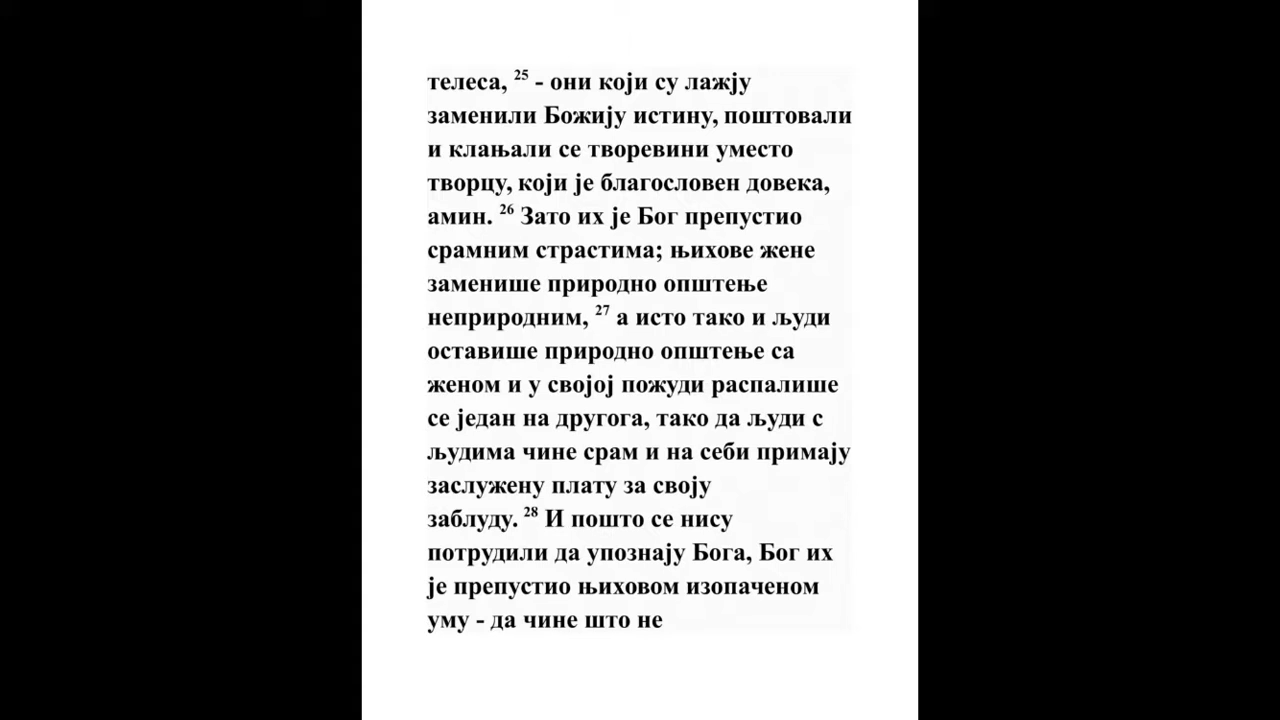 телеса, 25 - они који су лажју
заменили Божију истину, поштовали
и клањали се творевини уместо
творцу, који је благословен довека,
амин. 26 Зато их је Бог препустио
срамним страстима; њихове жене
заменише природно општење
неприродним, 27 а исто тако и људи
оставише природно општење са
женом и у својој пожуди распалише
се један на другога, тако да људи с
људима чине срам и на себи примају
заслужену плату за своју
заблуду. 28 И пошто се нису
потрудили да упознају Бога, Бог их
је препустио њиховом изопаченом
уму - да чине што не